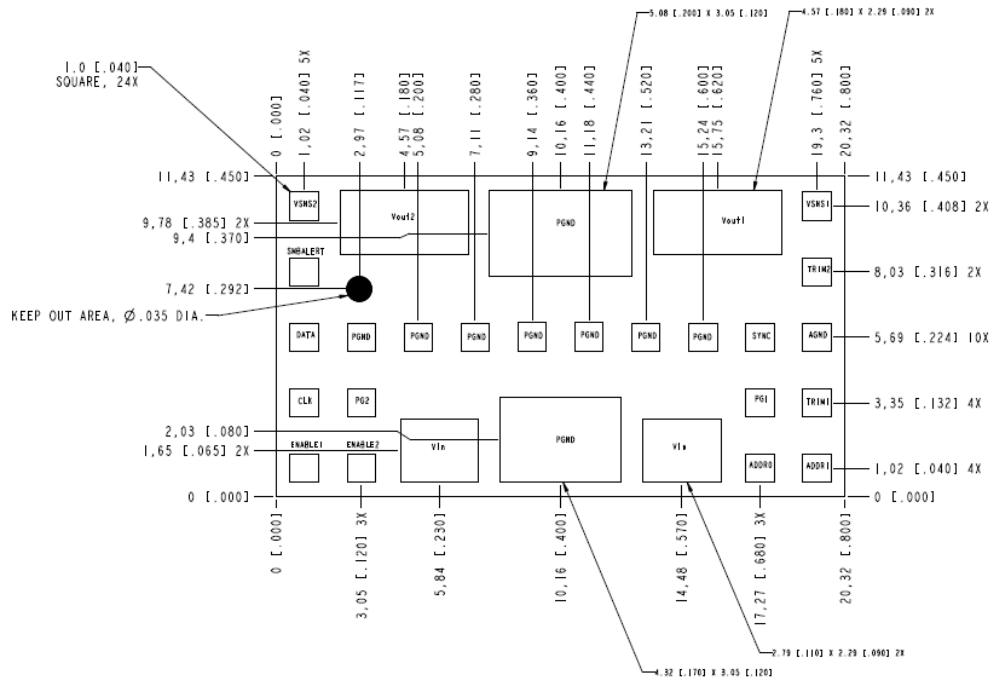 5.08 [.200] X 3.05 [.120]
4.57 [.180] X 2.29 [.090] 2X
1,0 [.040]
SQUARE, 24X
0 [.000]
1,02 [.040] 5X
2,97 [.117]
4,57 [.180]
5,08 [.200]
7,11 [.280]
9,14 [.360]
10,16 [.400]
11,18 [.440]
13,21 [.520]
15,24 [.600]
15,75 [.620]
19,3 [.760] 5X
20,32 [.800]
11,43 [.450]
11,43 [.450]
VSNS2
Vout2
PGND
Vout1
VSNS1
10,36 [.408] 2X
9,78 [.385] 2X
9,4 [.370]
SMBALERT
TRIM2
8,03 [.316] 2X
7,42 [.292]
KEEP OUT AREA, Ø.035 DIA.
DATA
PGND
PGND
PGND
PGND
PGND
PGND
PGND
SYNC
AGND
5,69 [.224] 10X
CLK
PG2
PG1
TRIM1
3,35 [.132] 4X
2,03 [.080]
1,65 [.065] 2X
ENABLE1
ENABLE2
Vin
PGND
Vin
ADDR0
ADDR1
1,02 [.040] 4X
0 [.000]
0 [.000]
0 [.000]
3,05 [.120] 3X
5,84 [.230]
10,16 [.400]
14,48 [.570]
17,27 [.680] 3X
20,32 [.800]
2.79 [.110] X 2.29 [.090] 2X
4.32 [.170] X 3.05 [.120]